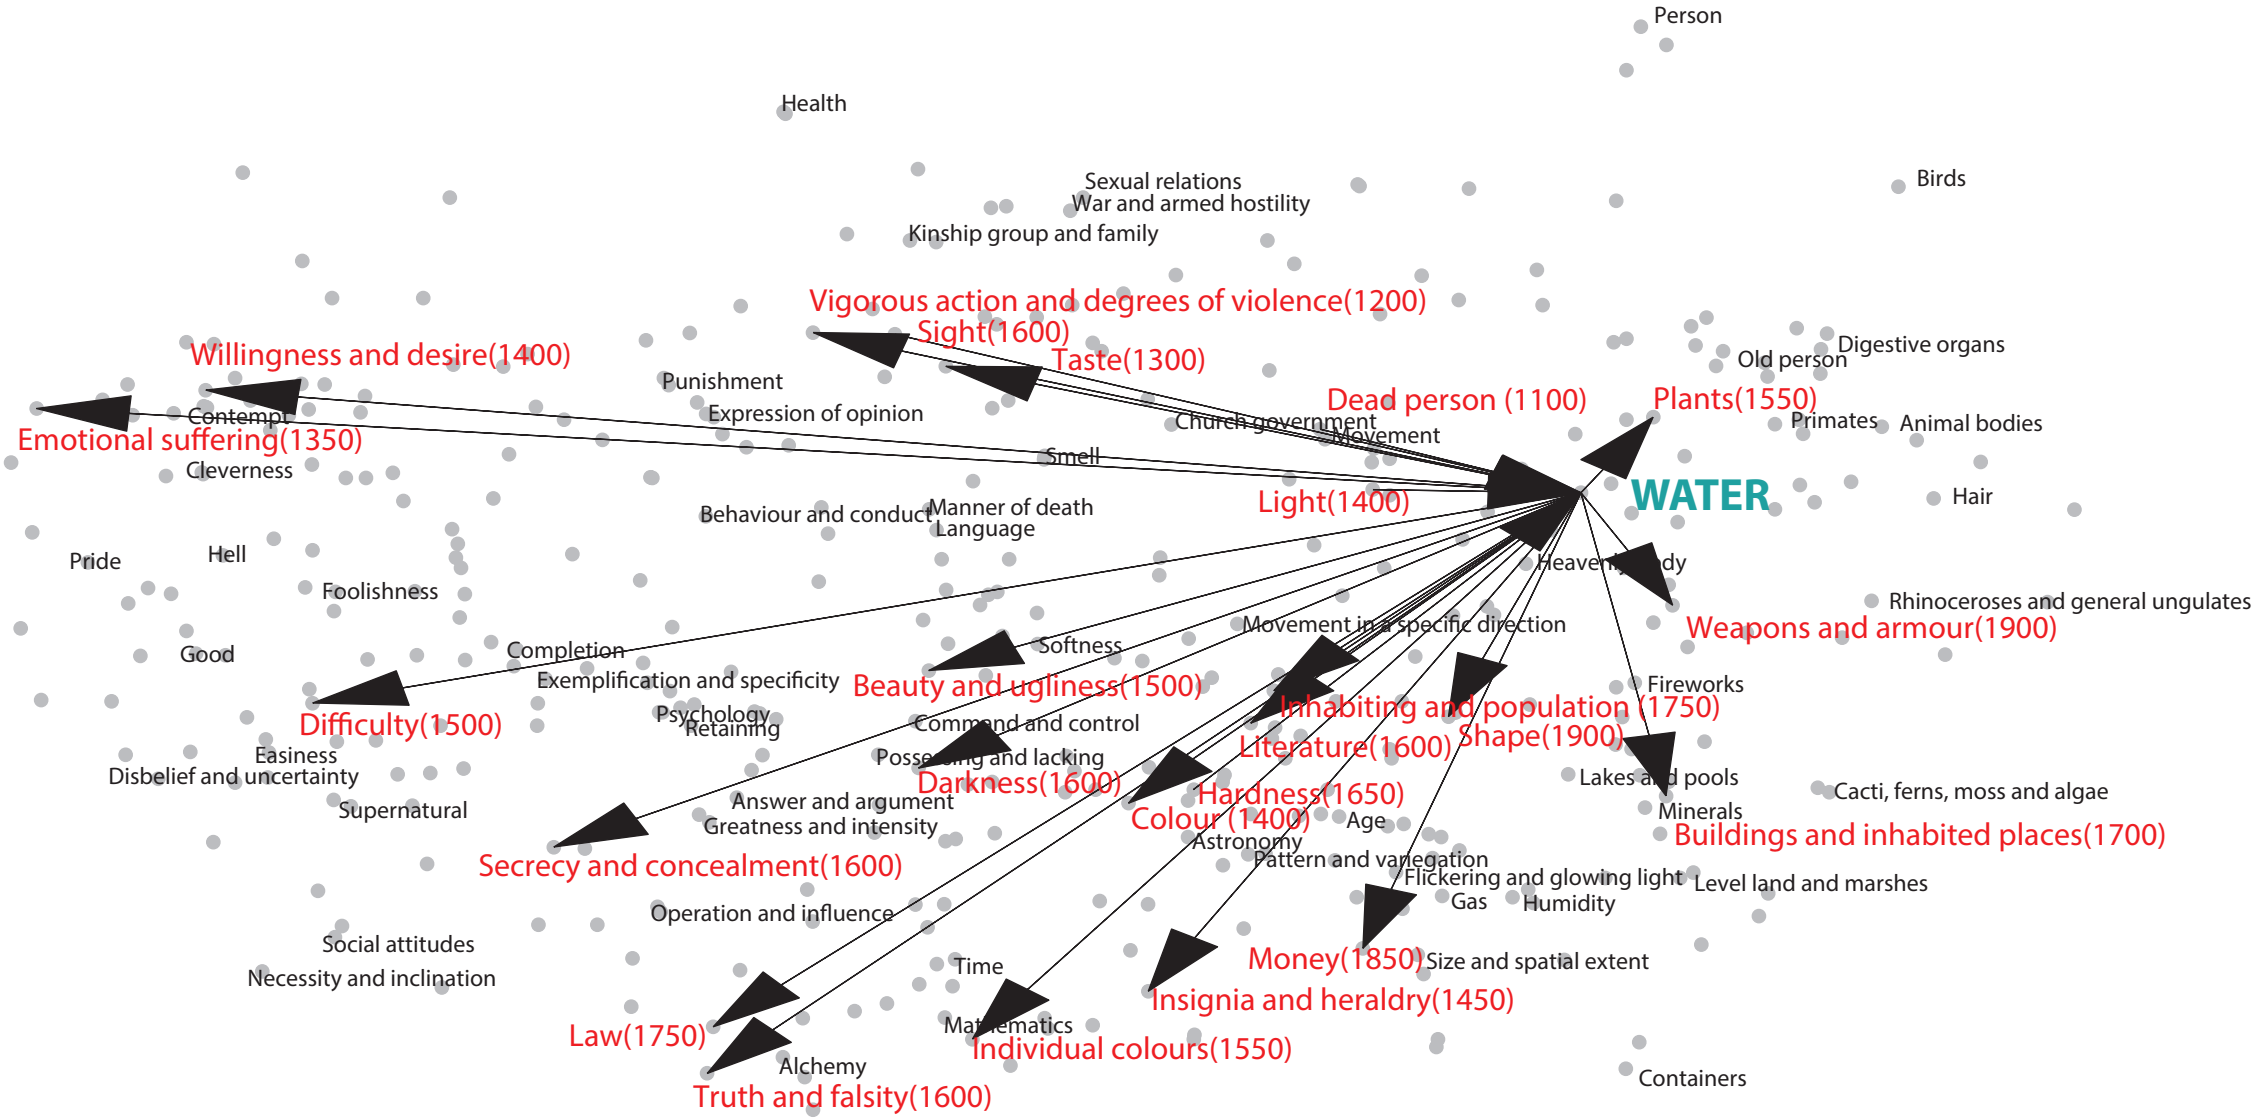 Person
Health
Sexual relations
Birds
War and armed hostility
Kinship group and family
Vigorous action and degrees of violence(1200)
Sight(1600)
Digestive organs
Willingness and desire(1400)
Taste(1300)
Old person
Punishment
Dead person (1100)
Plants(1550)
Contempt
Expression of opinion
Church government
Primates
Animal bodies
Emotional suffering(1350)
Movement
Smell
Cleverness
Light(1400)
WATER
Hair
Behaviour and conduct
Manner of death
Language
Pride
Hell
Heavenly body
Foolishness
Rhinoceroses and general ungulates
Movement in a specific direction
Weapons and armour(1900)
Good
Completion
Softness
Exemplification and specificity
Beauty and ugliness(1500)
Fireworks
Psychology
Inhabiting and population (1750)
Difficulty(1500)
Retaining
Command and control
Shape(1900)
Easiness
Possessing and lacking
Literature(1600)
Disbelief and uncertainty
Darkness(1600)
Lakes and pools
Supernatural
Answer and argument
Hardness(1650)
Cacti, ferns, moss and algae
Greatness and intensity
Colour (1400)
Age
Minerals
Astronomy
Buildings and inhabited places(1700)
Secrecy and concealment(1600)
Pattern and variegation
Flickering and glowing light
Level land and marshes
Operation and influence
Gas
Humidity
Social attitudes
Necessity and inclination
Time
Money(1850)
Size and spatial extent
Insignia and heraldry(1450)
Law(1750)
Mathematics
Individual colours(1550)
Alchemy
Containers
Truth and falsity(1600)